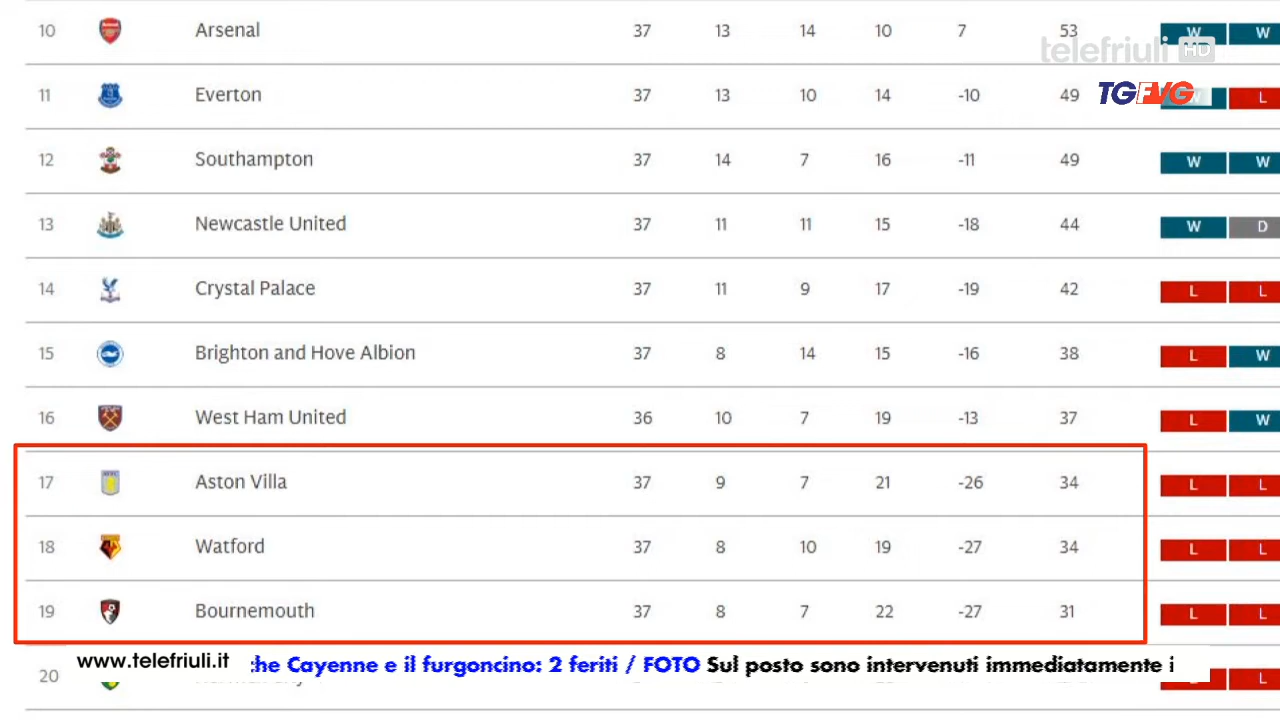 10 Arsenal 37 13 14 10 7 53 W W
telefriuli HD
11 Everton 37 13 10 14 -10 49 L
TGFVG
12 Southampton 37 14 7 16 -11 49 W W
13 Newcastle United 37 11 11 15 -18 44 W D
14 Crystal Palace 37 11 9 17 -19 42 L L
15 Brighton and Hove Albion 37 8 14 15 -16 38 L W
16 West Ham United 36 10 7 19 -13 37 L W
17 Aston Villa 37 9 7 21 -26 34 L L
18 Watford 37 8 10 19 -27 34 L L
19 Bournemouth 37 8 7 22 -27 31 L L
www.telefriuli.it che Cayenne e il furgoncino: 2 feriti / FOTO Sul posto sono intervenuti immediatamente i
20